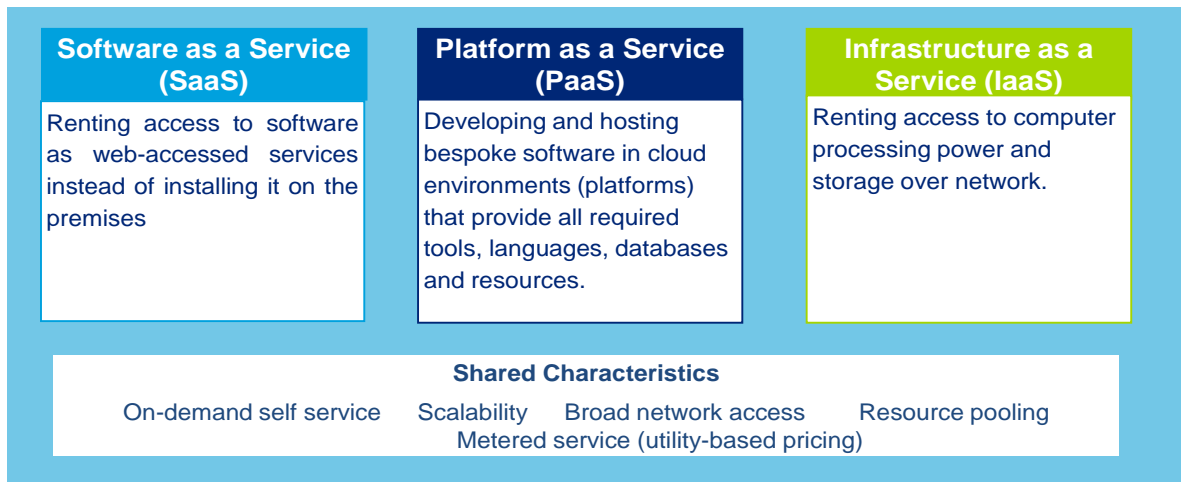 Software as a Service
(SaaS)
Renting access to software
as web-accessed services
instead of installing it on the
premises
Platform as a Service
(PaaS)
Developing and hosting
bespoke software in cloud
environments (platforms)
that provide all required
tools, languages, databases
and resources.
Infrastructure as a
Service (IaaS)
Renting access to computer
processing power and
storage over network.
Shared Characteristics
On-demand self service Scalability Broad network access Resource pooling
Metered service (utility-based pricing)